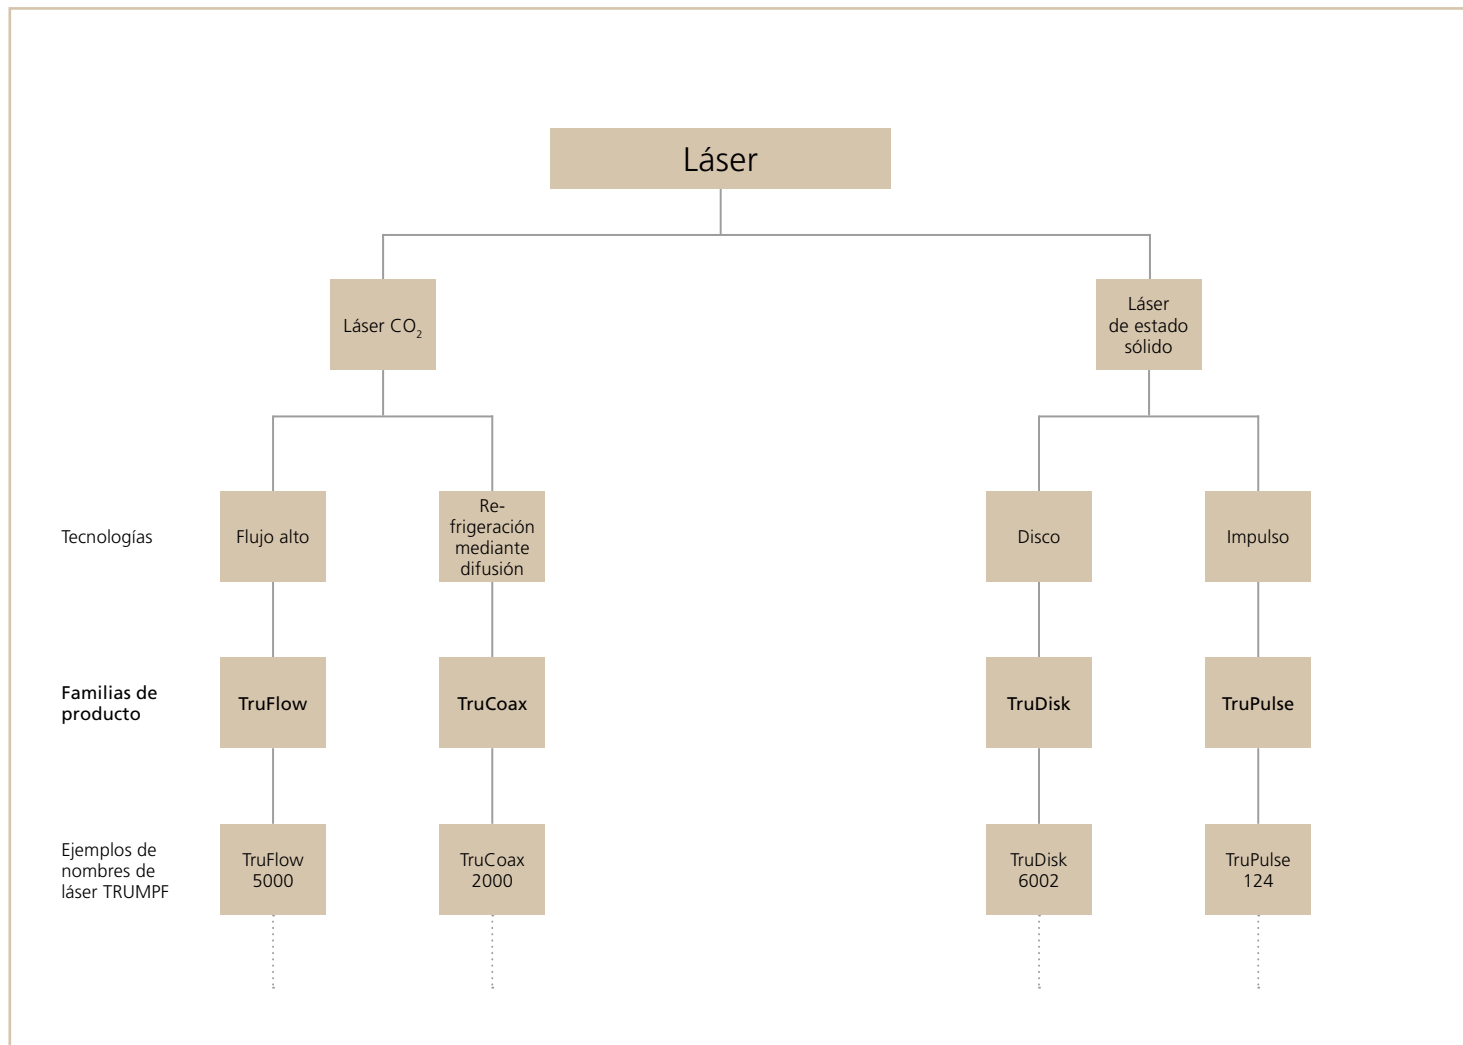 Láser
Láser CO₂
Láser
de estado
sólido
Tecnologías
Flujo alto
Re-
frigeración
mediante
difusión
Disco
Impulso
Familias de
producto
TruFlow
TruCoax
TruDisk
TruPulse
Ejemplos de
nombres de
láser TRUMPF
TruFlow
5000
TruCoax
2000
TruDisk
6002
TruPulse
124